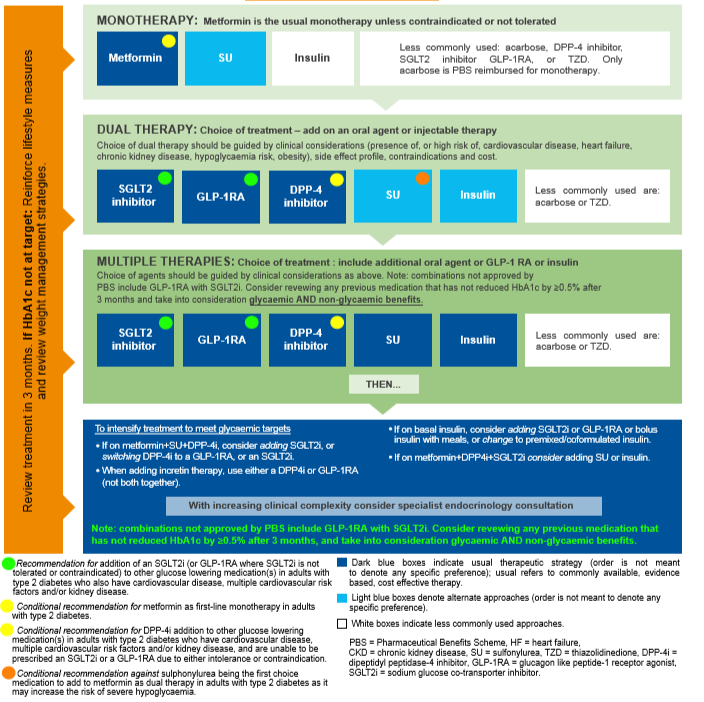 Review treatment in 3 months. If HbA1c not at target: Reinforce lifestyle measures
and review weight management strategies.
MONOTHERAPY: Metformin is the usual monotherapy unless contraindicated or not tolerated
Metformin
SU
Insulin
Less commonly used: acarbose, DPP-4 inhibitor,
SGLT2 inhibitor GLP-1RA, or TZD. Only
acarbose is PBS reimbursed for monotherapy.
DUAL THERAPY: Choice of treatment – add on an oral agent or injectable therapy
Choice of dual therapy should be guided by clinical considerations (presence of, or high risk of, cardiovascular disease, heart failure,
chronic kidney disease, hypoglycaemia risk, obesity), side effect profile, contraindications and cost.
SGLT2
inhibitor
GLP-1RA
DPP-4
inhibitor
SU
Insulin
Less commonly used are:
acarbose or TZD.
MULTIPLE THERAPIES: Choice of treatment : include additional oral agent or GLP-1 RA or insulin
Choice of agents should be guided by clinical considerations as above. Note: combinations not approved by
PBS include GLP-1RA with SGLT2i. Consider revewing any previous medication that has not reduced HbA1c by ≥0.5% after
3 months and take into consideration glycaemic AND non-glycaemic benefits.
SGLT2
inhibitor
GLP-1RA
DPP-4
inhibitor
SU
Insulin
Less commonly used are:
acarbose or TZD.
THEN...
To intensify treatment to meet glycaemic targets
• If on metformin+SU+DPP-4i, consider adding SGLT2i, or
switching DPP-4i to a GLP-1RA, or an SGLT2i.
• When adding incretin therapy, use either a DPP4i or GLP-1RA
(not both together).
• If on basal insulin, consider adding SGLT2i or GLP-1RA or bolus
insulin with meals, or change to premixed/coformulated insulin.
• If on metformin+DPP4i+SGLT2i consider adding SU or insulin.
With increasing clinical complexity consider specialist endocrinology consultation
Note: combinations not approved by PBS include GLP-1RA with SGLT2i. Consider revewing any previous medication that
has not reduced HbA1c by ≥0.5% after 3 months, and take into consideration glycaemic AND non-glycaemic benefits.
Recommendation for addition of an SGLT2i (or GLP-1RA where SGLT2i is not
tolerated or contraindicated) to other glucose lowering medication(s) in adults with
type 2 diabetes who also have cardiovascular disease, multiple cardiovascular risk
factors and/or kidney disease.
Conditional recommendation for metformin as first-line monotherapy in adults
with type 2 diabetes.
Conditional recommendation for DPP-4i addition to other glucose lowering
medication(s) in adults with type 2 diabetes who have cardiovascular disease,
multiple cardiovascular risk factors and/or kidney disease, and are unable to be
prescribed an SGLT2i or a GLP-1RA due to either intolerance or contraindication.
Conditional recommendation against sulphonylurea being the first choice
medication to add to metformin as dual therapy in adults with type 2 diabetes as it
may increase the risk of severe hypoglycaemia.
Dark blue boxes indicate usual therapeutic strategy (order is not meant
to denote any specific preference); usual refers to commonly available, evidence
based, cost effective therapy.
Light blue boxes denote alternate approaches (order is not meant to denote any
specific preference).
White boxes indicate less commonly used approaches.
PBS = Pharmaceutical Benefits Scheme, HF = heart failure,
CKD = chronic kidney disease, SU = sulfonylurea, TZD = thiazolidinedione, DPP-4i =
dipeptidyl peptidase-4 inhibitor, GLP-1RA = glucagon like peptide-1 receptor agonist,
SGLT2i = sodium glucose co-transporter inhibitor.